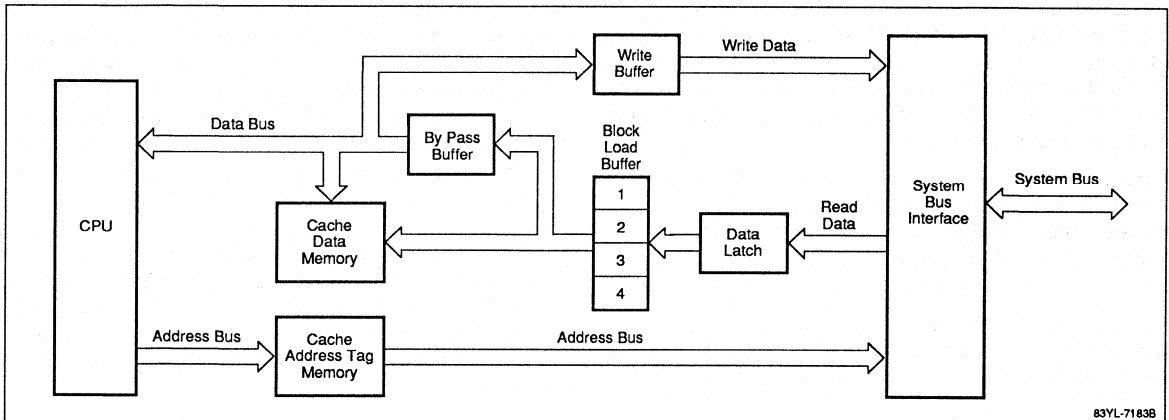 Write
Buffer
Write Data
Data Bus
By Pass
Buffer
Block
Load
Buffer
1
2
3
4
CPU
Cache
Data
Memory
Data
Latch
Read
Data
System
Bus
Interface
System Bus
Address Bus
Cache
Address Tag
Memory
Address Bus
83YL-7183B